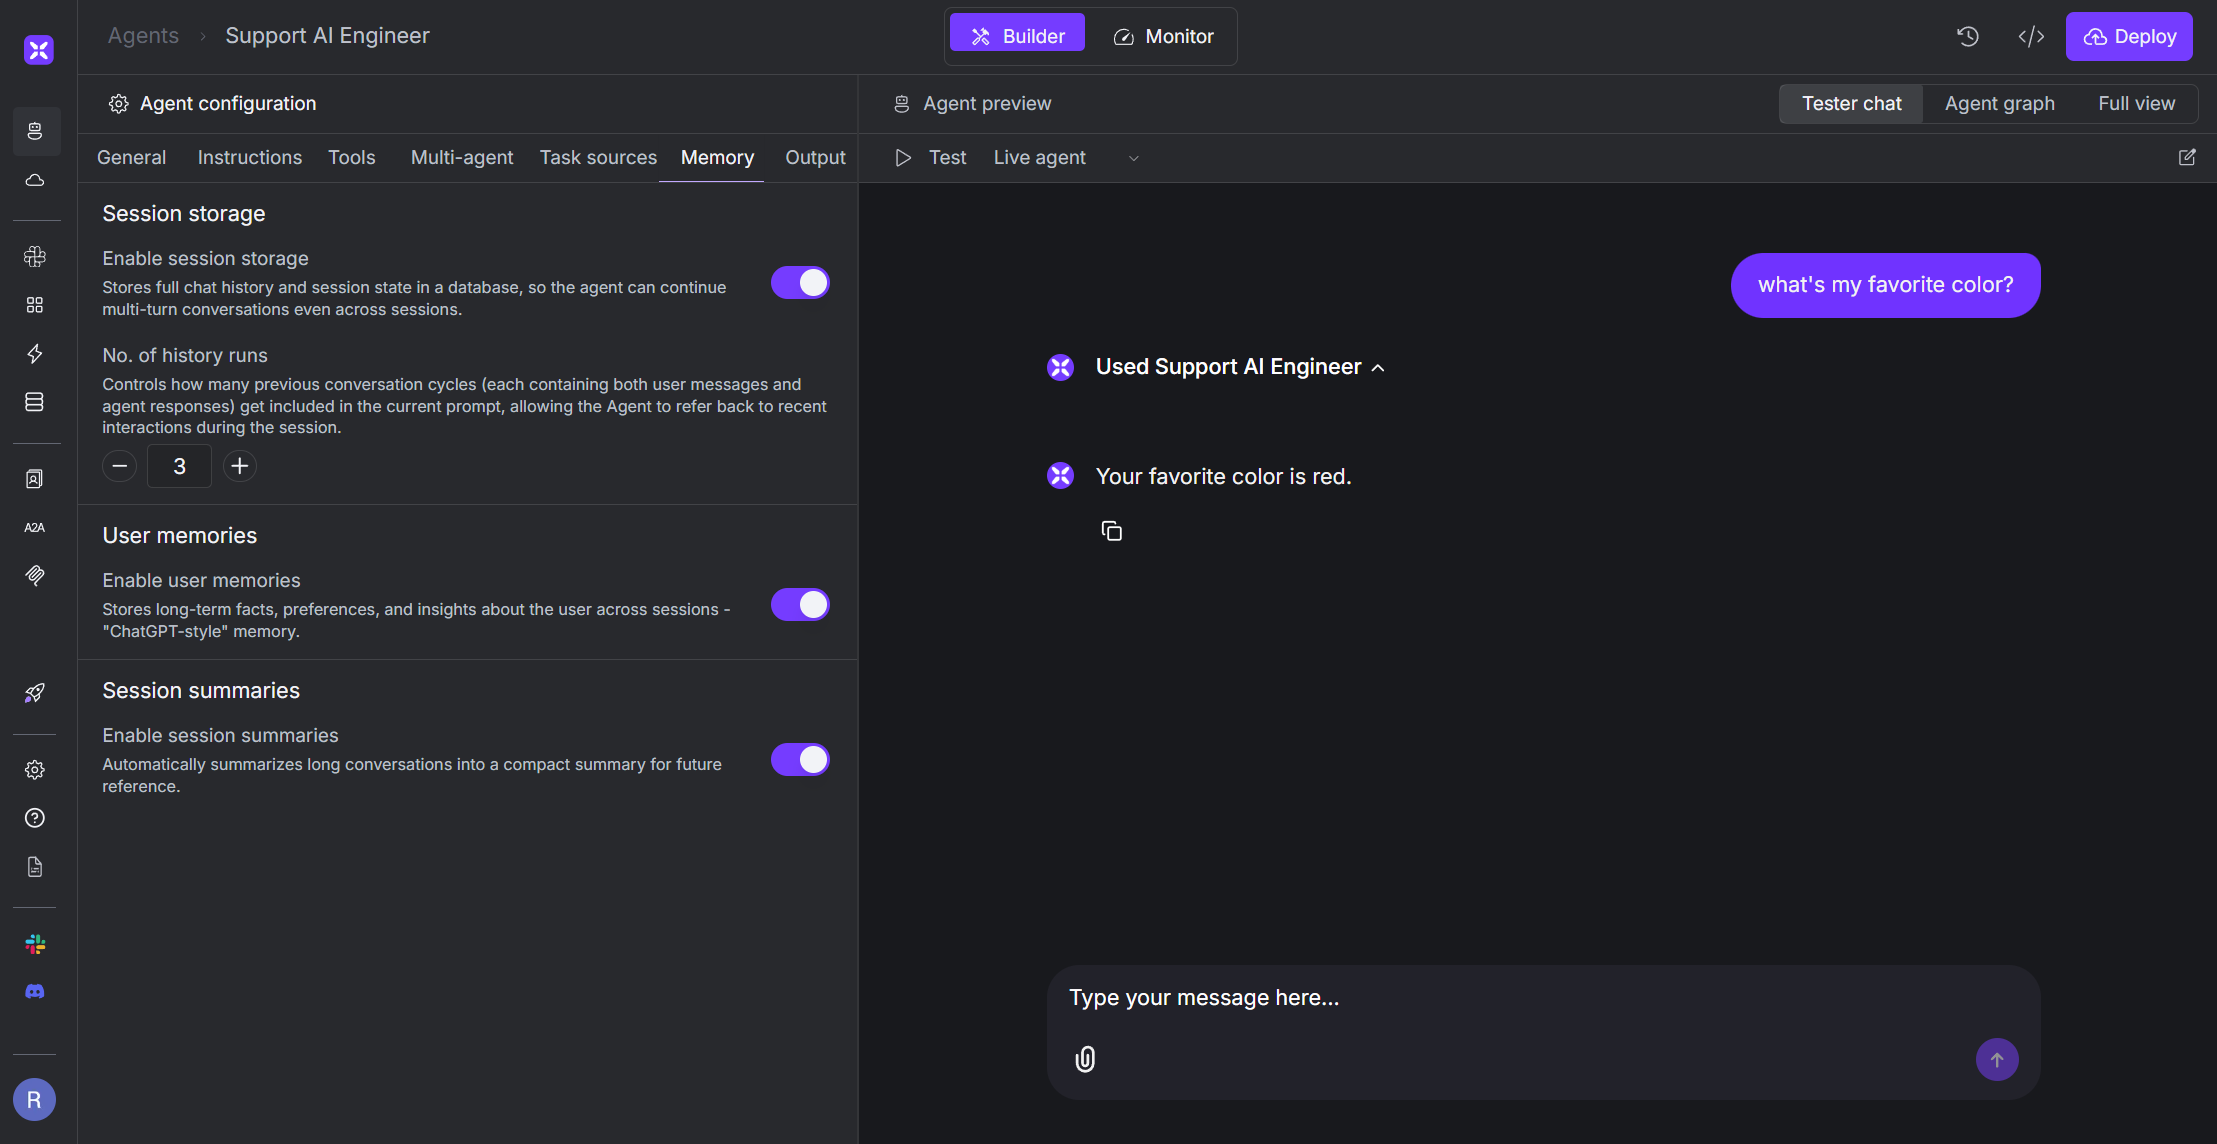 Agents
Support AI Engineer
Builder
Monitor
Deploy
Agent configuration
General
Instructions
Tools
Multi-agent
Task sources
Memory
Output
Session storage
Enable session storage
Stores full chat history and session state in a database, so the agent can continue
multi-turn conversations even across sessions.
No. of history runs
Controls how many previous conversation cycles (each containing both user messages and
agent responses) get included in the current prompt, allowing the Agent to refer back to recent
interactions during the session.
3
User memories
Enable user memories
Stores long-term facts, preferences, and insights about the user across sessions -
"ChatGPT-style" memory.
Session summaries
Enable session summaries
Automatically summarizes long conversations into a compact summary for future
reference.
A2A
R
Agent preview
Tester chat
Agent graph
Full view
Test
Live agent
what's my favorite color?
Used Support AI Engineer
Your favorite color is red.
Type your message here...